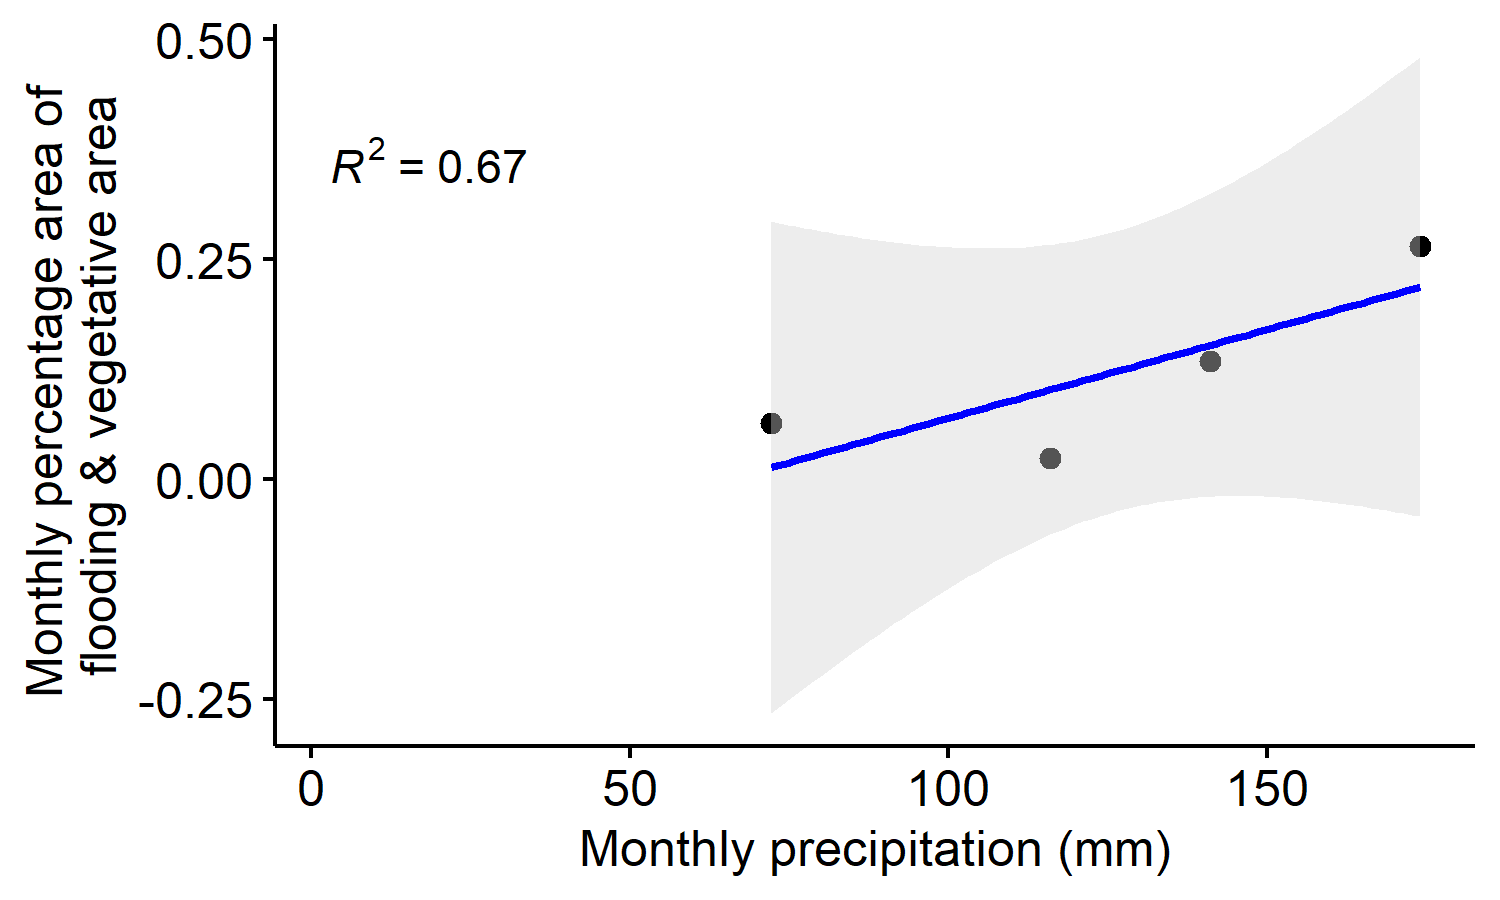 Monthly percentage area of
flooding & vegetative area
0.50
0.25
0.00
-0.25
R² = 0.67
0 50 100 150
Monthly precipitation (mm)